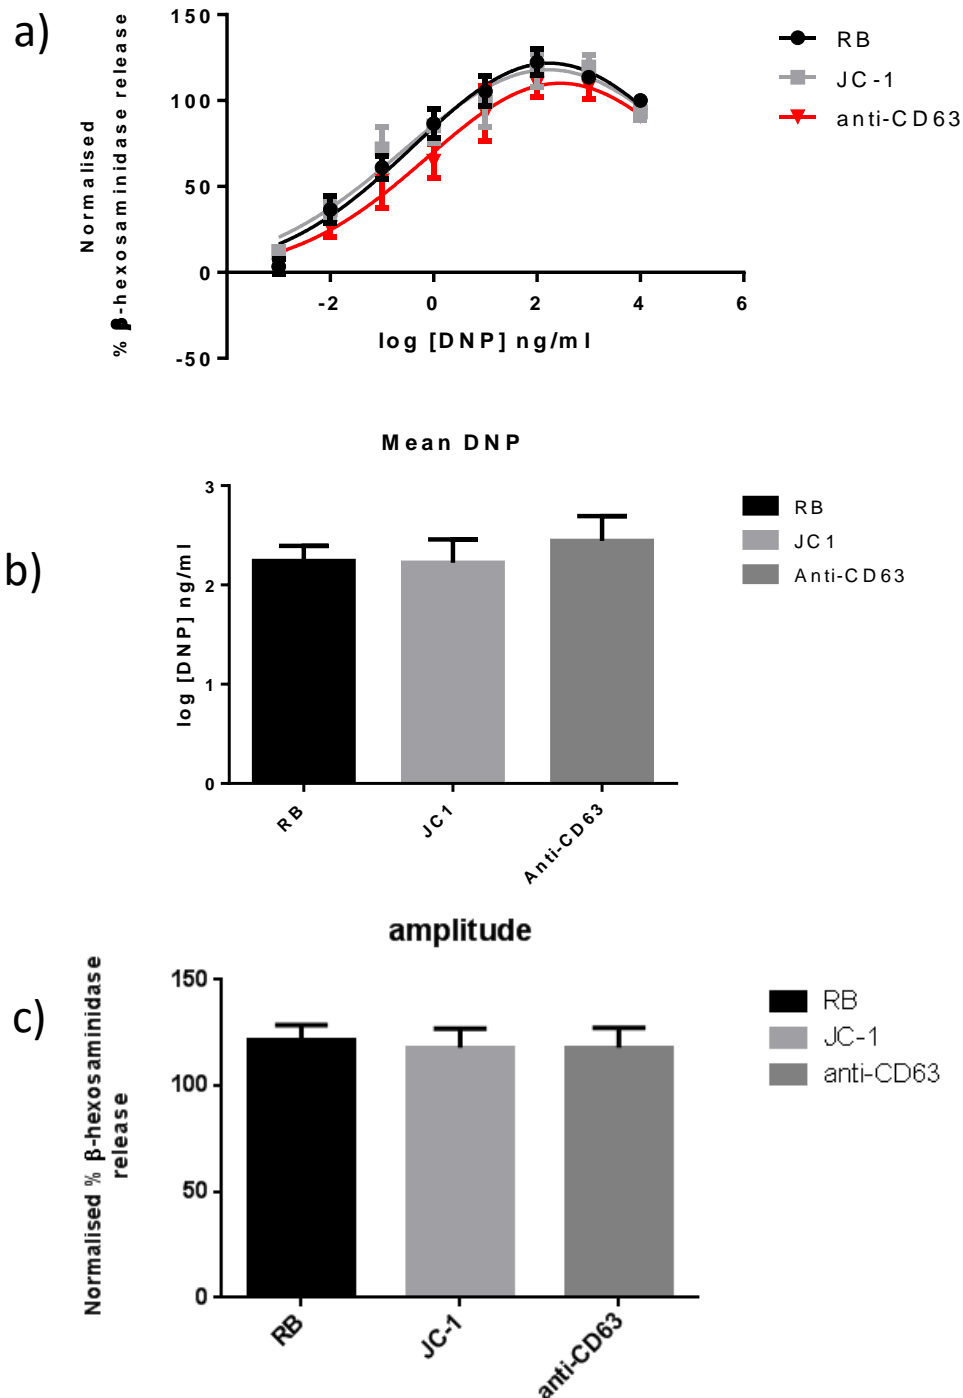 a)
Normalised
% β-hexosaminidase release
150
100
50
0
-50
-2
0
2
4
6
log [DNP] ng/ml
RB
JC-1
anti-CD63
b)
Mean DNP
log [DNP] ng/ml
3
2
1
0
RB
JC1
Anti-CD63
RB
JC1
Anti-CD63
c)
amplitude
Normalised % β-hexosaminidase
release
150
100
50
0
RB
JC-1
anti-CD63
RB
JC-1
anti-CD63